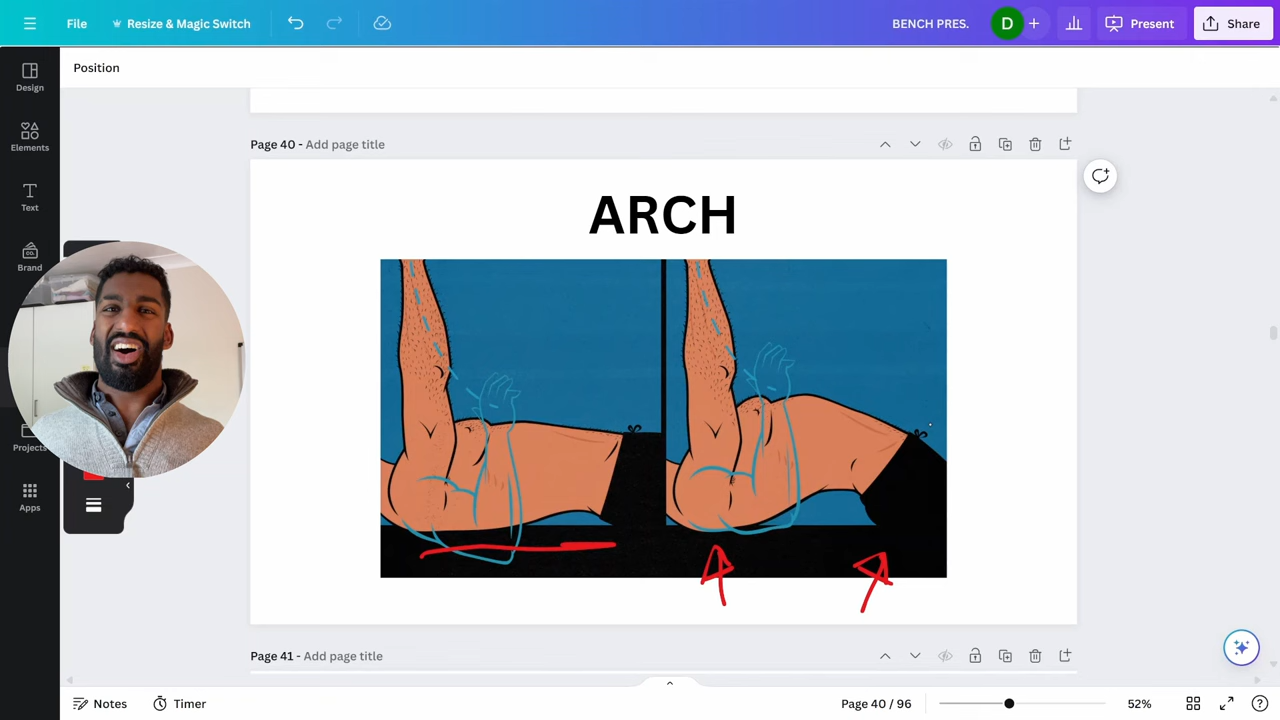 File
Resize & Magic Switch
BENCH PRES.
D
Present
Share
Design
Elements
Text
Brand
Projects
Apps
Position
Page 40 - Add page title
ARCH
Page 41 - Add page title
Notes
Timer
Page 40 / 96
52%